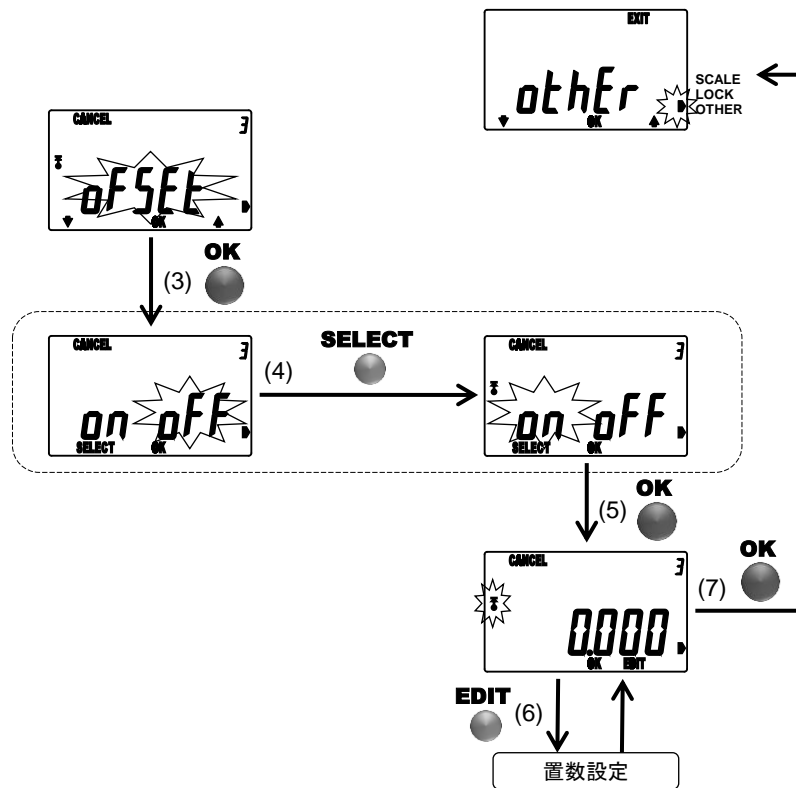 EXIT
othEr
OK
SCALE
LOCK
OTHER
CANCEL
3
oFSEt
OK
(3)
OK
CANCEL
3
on oFF
SELECT OK
(4)
SELECT
CANCEL
3
on oFF
SELECT OK
(5)
OK
CANCEL
3
0.000
OK EDIT
(7)
OK
EDIT
(6)
置数設定